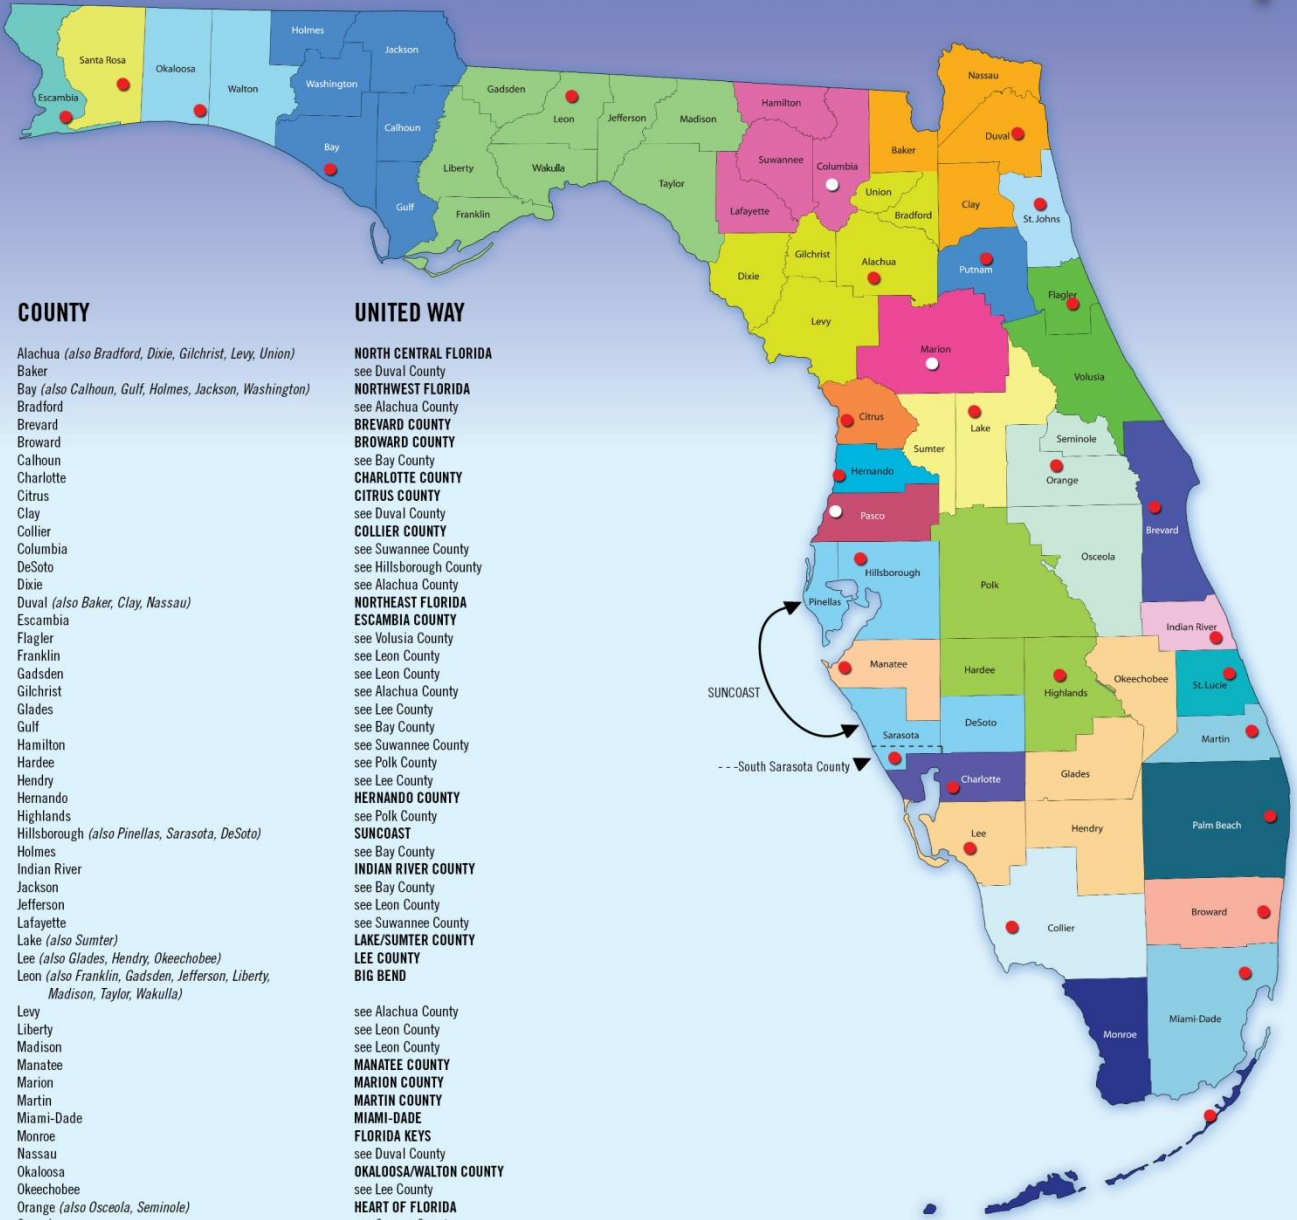 Holmes
Jackson
Santa Rosa
Okaloosa
Walton
Washington
Escambia
Calhoun
Bay
Gulf
Gadsden
Leon
Jefferson
Madison
Liberty
Wakulla
Taylor
Franklin
Hamilton
Suwannee
Columbia
Lafayette
Nassau
Duval
Baker
Union
Bradford
Clay
St. Johns
Putnam
Gilchrist
Alachua
Dixie
Levy
Flagler
Marion
Volusia
Citrus
Sumter
Lake
Seminole
Orange
Hernando
Pasco
Brevard
Osceola
Hillsborough
Pinellas
Polk
Indian River
Manatee
Hardee
Highlands
Okeechobee
St. Lucie
SUNCOAST
Sarasota
DeSoto
Martin
---South Sarasota County
Charlotte
Glades
Lee
Hendry
Palm Beach
Collier
Broward
Miami-Dade
Monroe
COUNTY UNITED WAY
Alachua (also Bradford, Dixie, Gilchrist, Levy, Union) NORTH CENTRAL FLORIDA
Baker see Duval County
Bay (also Calhoun, Gulf, Holmes, Jackson, Washington) NORTHWEST FLORIDA
Bradford see Alachua County
Brevard BREVARD COUNTY
Broward BROWARD COUNTY
Calhoun see Bay County
Charlotte CHARLOTTE COUNTY
Citrus CITRUS COUNTY
Clay see Duval County
Collier COLLIER COUNTY
Columbia see Suwannee County
DeSoto see Hillsborough County
Dixie see Alachua County
Duval (also Baker, Clay, Nassau) NORTHEAST FLORIDA
Escambia ESCAMBIA COUNTY
Flagler see Volusia County
Franklin see Leon County
Gadsden see Leon County
Gilchrist see Alachua County
Glades see Lee County
Gulf see Bay County
Hamilton see Suwannee County
Hardee see Polk County
Hendry see Lee County
Hernando HERNANDO COUNTY
Highlands see Polk County
Hillsborough (also Pinellas, Sarasota, DeSoto) SUNCOAST
Holmes see Bay County
Indian River INDIAN RIVER COUNTY
Jackson see Bay County
Jefferson see Leon County
Lafayette see Suwannee County
Lake (also Sumter) LAKE/SUMTER COUNTY
Lee (also Glades, Hendry, Okeechobee) LEE COUNTY
Leon (also Franklin, Gadsden, Jefferson, Liberty, BIG BEND
Madison, Taylor, Wakulla)
Levy see Alachua County
Liberty see Leon County
Madison see Leon County
Manatee MANATEE COUNTY
Marion MARION COUNTY
Martin MARTIN COUNTY
Miami-Dade MIAMI-DADE
Monroe FLORIDA KEYS
Nassau see Duval County
Okaloosa OKALOOSA/WALTON COUNTY
Okeechobee see Lee County
Orange (also Osceola, Seminole) HEART OF FLORIDA